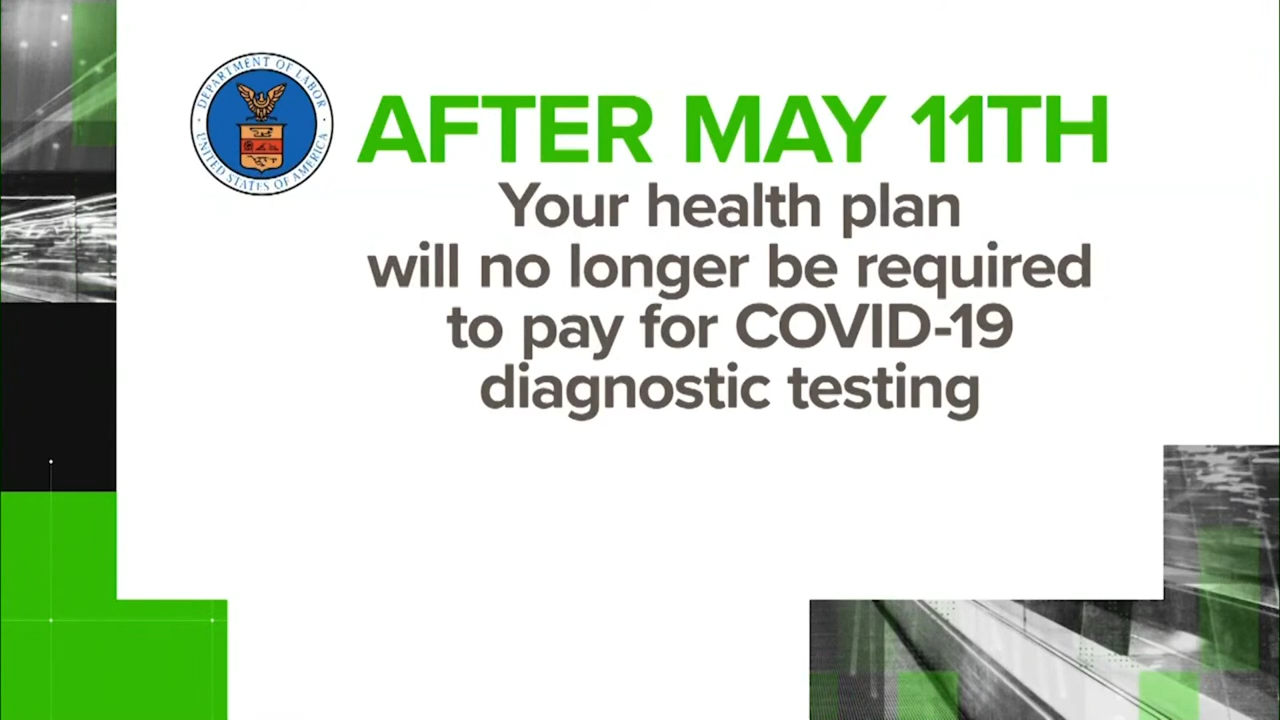 DEPARTMENT OF LABOR
UNITED STATES OF AMERICA
AFTER MAY 11TH
Your health plan
will no longer be required
to pay for COVID-19
diagnostic testing